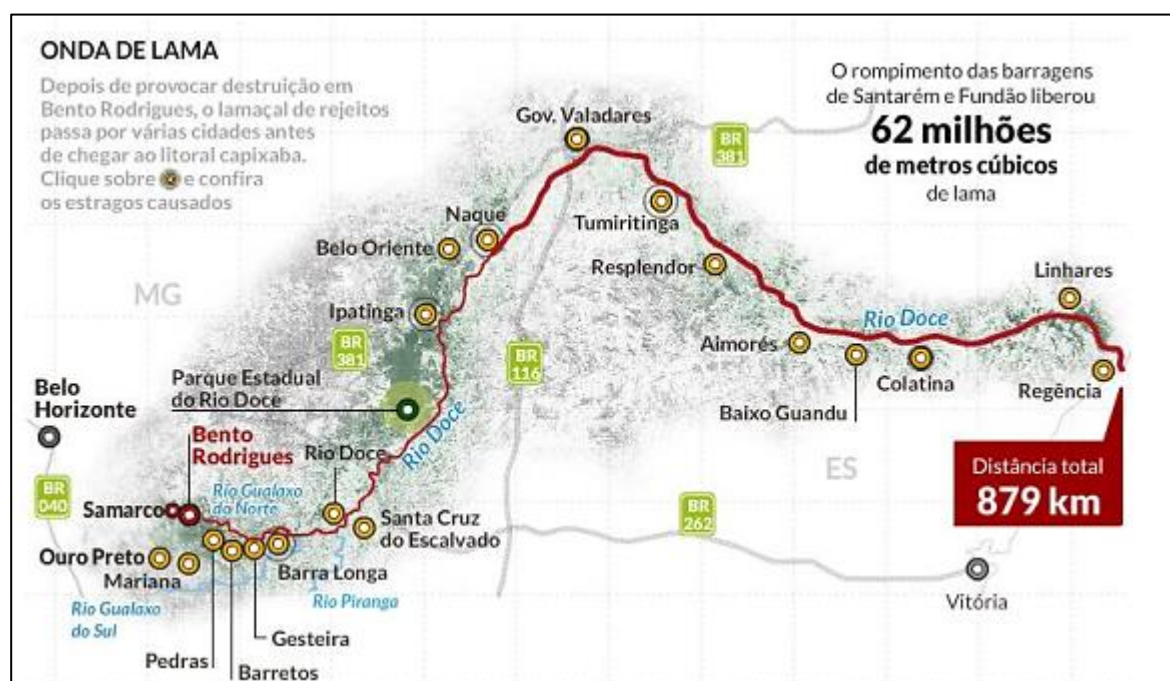 ONDA DE LAMA
Depois de provocar destruição em
Bento Rodrigues, o lamaçal de rejeitos
passa por várias cidades antes
de chegar ao litoral capixaba.
Clique sobre e confira
os estragos causados
O rompimento das barragens
de Santarém e Fundão liberou
62 milhões
de metros cúbicos
de lama
Gov. Valadares
BR
381
Naque
Tumiritinga
Belo Oriente
Resplendor
Linhares
MG
Ipatinga
Rio Doce
BR
381
BR
116
Aimorés
Colatina
Regência
Parque Estadual
do Rio Doce
Baixo Guandu
Belo
Horizonte
Rio Doce
Bento
Rodrigues
Rio Doce
ES
Distância total
879 km
BR
040
Rio Gualaxo
do Norte
Samarco
BR
262
Santa Cruz
do Escalvado
Ouro Preto
Mariana
Barra Longa
Rio Piranga
Vitória
Rio Gualaxo
do Sul
Gesteira
Pedras
Barretos